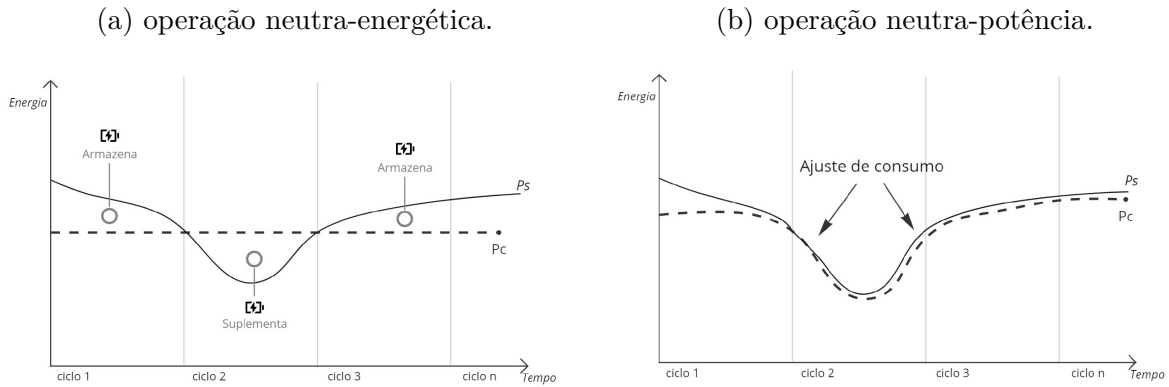 (a) operação neutra-energética.
Energia
Armazena
Armazena
Ps
Pc
Suplementa
ciclo 1
ciclo 2
ciclo 3
ciclo n
Tempo
(b) operação neutra-potência.
Energia
Ajuste de consumo
Ps
Pc
ciclo 1
ciclo 2
ciclo 3
ciclo n
Tempo